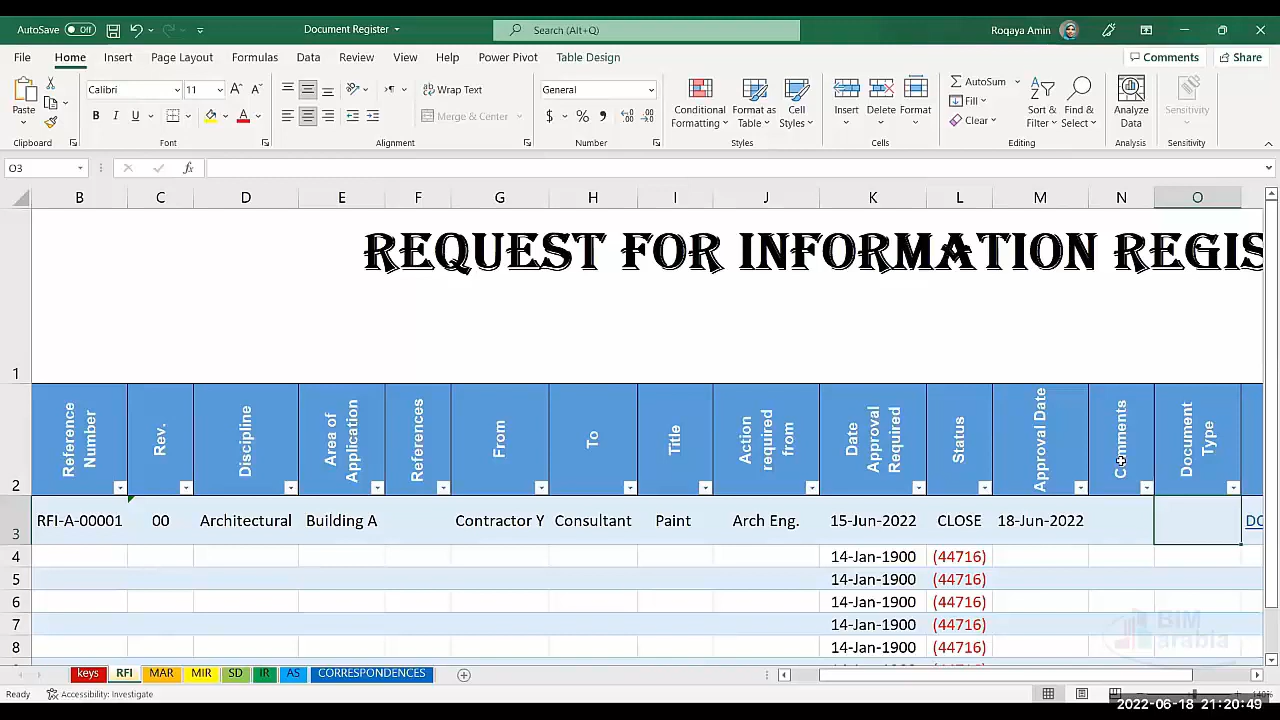 AutoSave Off Document Register Search (Alt+Q) Roqaya Amin
File Home Insert Page Layout Formulas Data Review View Help Power Pivot Table Design Comments Share
Paste Calibri 11 Wrap Text General Conditional Formatting Format as Table Cell Styles Insert Delete Format AutoSum Sort & Filter Find & Select Analyze Data Sensitivity
B I U A Merge & Center $ % Fill
Clear
Clipboard Font Alignment Number Styles Cells Editing Analysis Sensitivity
O3 fx
B C D E F G H I J K L M N O
REQUEST FOR INFORMATION REGIS
1
2 Reference Number Rev. Discipline Area of Application References From To Title Action required from Date Approval Required Status Approval Date Comments Document Type
3 RFI-A-00001 00 Architectural Building A Contractor Y Consultant Paint Arch Eng. 15-Jun-2022 CLOSE 18-Jun-2022 DO
4 14-Jan-1900 (44716)
5 14-Jan-1900 (44716)
6 14-Jan-1900 (44716)
7 14-Jan-1900 (44716)
8 14-Jan-1900 (44716)
BIM arabia
keys RFI MAR MIR SD IR AS CORRESPONDENCES
Ready Accessibility: Investigate
2022-06-18 21:20:49